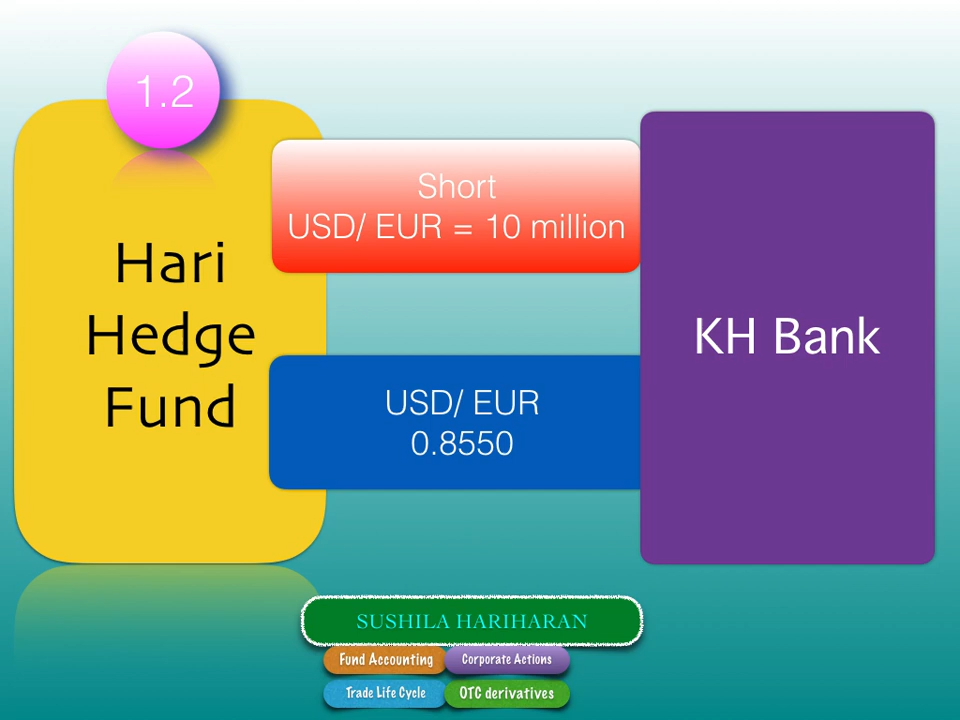 1.2
Hari
Hedge
Fund
Short
USD/ EUR = 10 million
USD/ EUR
0.8550
KH Bank
SUSHILA HARIHARAN
Fund Accounting
Corporate Actions
Trade Life Cycle
OTC derivatives